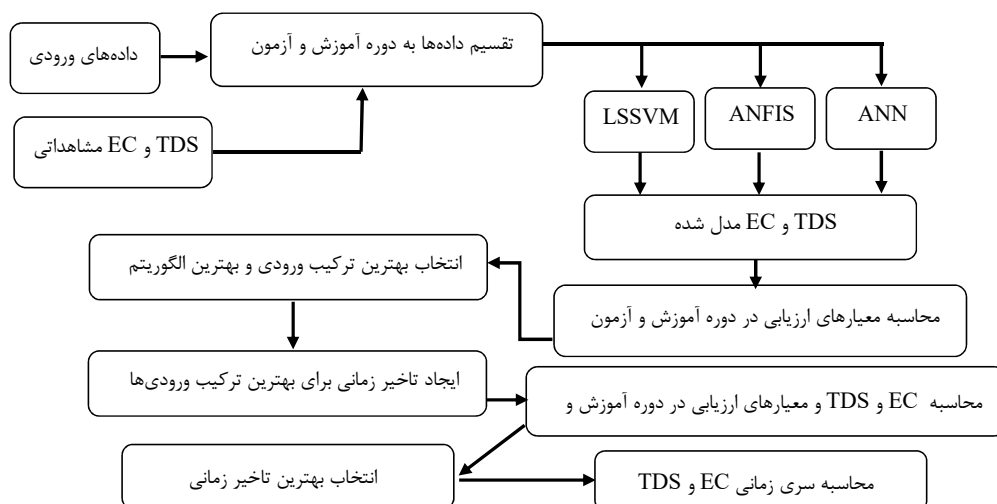 داده‌های ورودی
تقسیم داده‌ها به دوره آموزش و آزمون
TDS و EC مشاهداتی
LSSVM
ANFIS
ANN
TDS و EC مدل شده
محاسبه معیارهای ارزیابی در دوره آموزش و آزمون
انتخاب بهترین ترکیب ورودی و بهترین الگوریتم
ایجاد تاخیر زمانی برای بهترین ترکیب ورودی‌ها
محاسبه EC و TDS و معیارهای ارزیابی در دوره آموزش و
انتخاب بهترین تاخیر زمانی
محاسبه سری زمانی EC و TDS